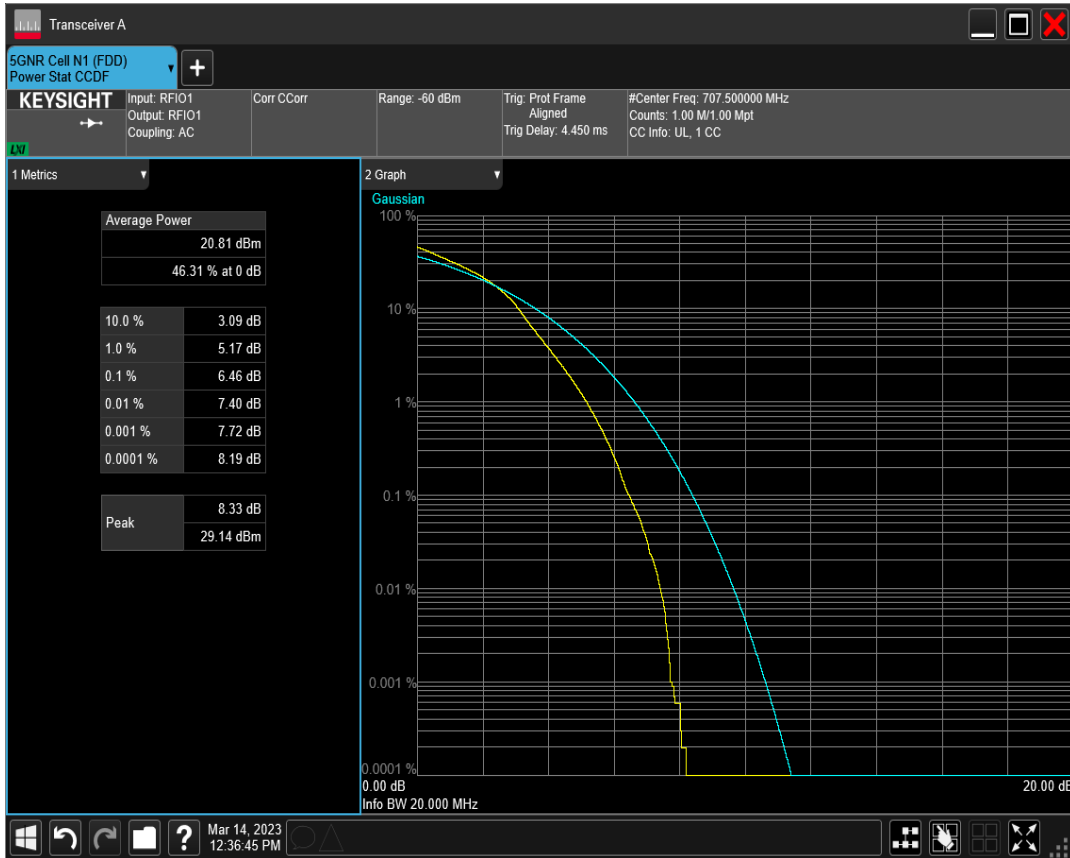 Transceiver A
5GNR Cell N1 (FDD)
Power Stat CCDF
+
KEYSIGHT
LXI
Input: RFIO1
Output: RFIO1
Coupling: AC
Corr CCorr
Range: -60 dBm
Trig: Prot Frame
Aligned
Trig Delay: 4.450 ms
#Center Freq: 707.500000 MHz
Counts: 1.00 M/1.00 Mpt
CC Info: UL, 1 CC
1 Metrics
Average Power
20.81 dBm
46.31 % at 0 dB
10.0 % 3.09 dB
1.0 % 5.17 dB
0.1 % 6.46 dB
0.01 % 7.40 dB
0.001 % 7.72 dB
0.0001 % 8.19 dB
Peak
8.33 dB
29.14 dBm
2 Graph
Gaussian
100 %
10 %
1 %
0.1 %
0.01 %
0.001 %
0.0001 %
0.00 dB 20.00 dB
Info BW 20.000 MHz
?
Mar 14, 2023
12:36:45 PM